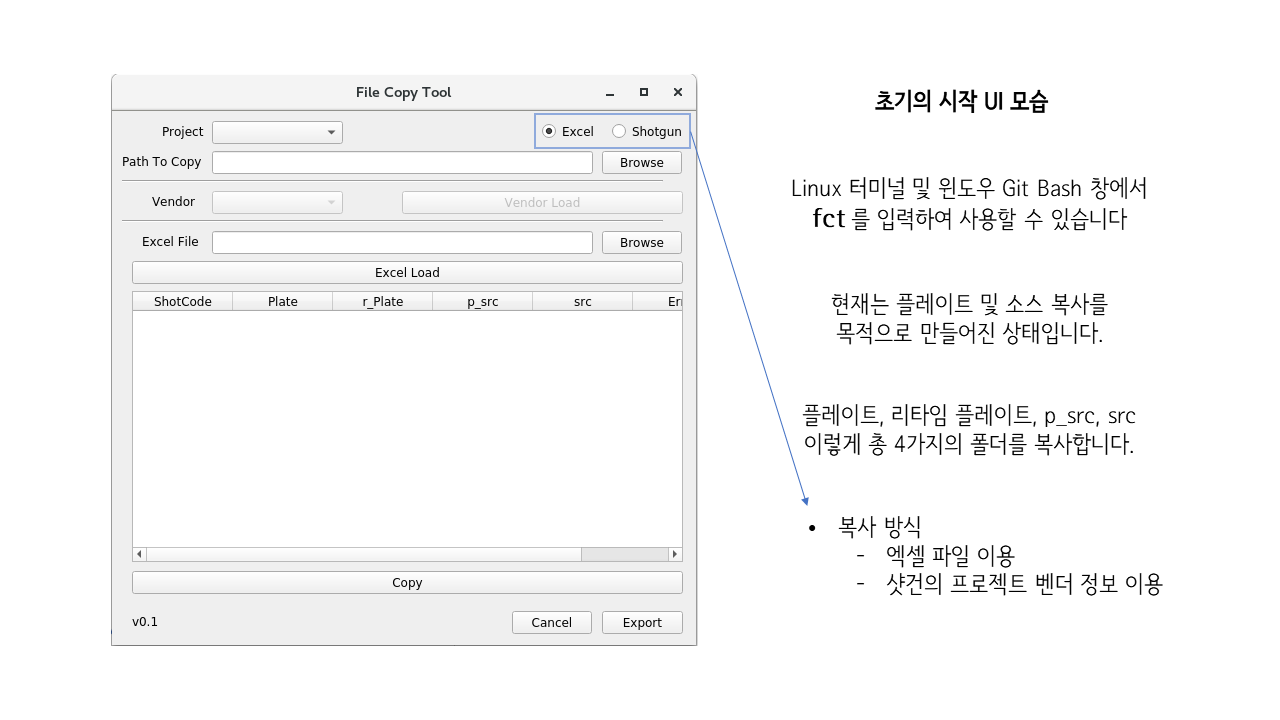 File Copy Tool
Project
Excel
Shotgun
Path To Copy
Browse
Vendor
Vendor Load
Excel File
Browse
Excel Load
ShotCode Plate r_Plate p_src src Err
Copy
v0.1
Cancel
Export
초기의 시작 UI 모습
Linux 터미널 및 윈도우 Git Bash 창에서
fct 를 입력하여 사용할 수 있습니다
현재는 플레이트 및 소스 복사를
목적으로 만들어진 상태입니다.
플레이트, 리타임 플레이트, p_src, src
이렇게 총 4가지의 폴더를 복사합니다.
• 복사 방식
- 엑셀 파일 이용
- 샷건의 프로젝트 벤더 정보 이용